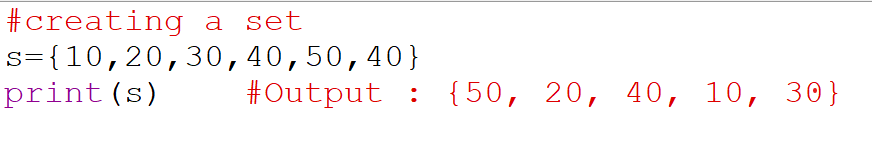 #creating a set
s={10,20,30,40,50,40}
print(s)    #Output : {50, 20, 40, 10, 30}